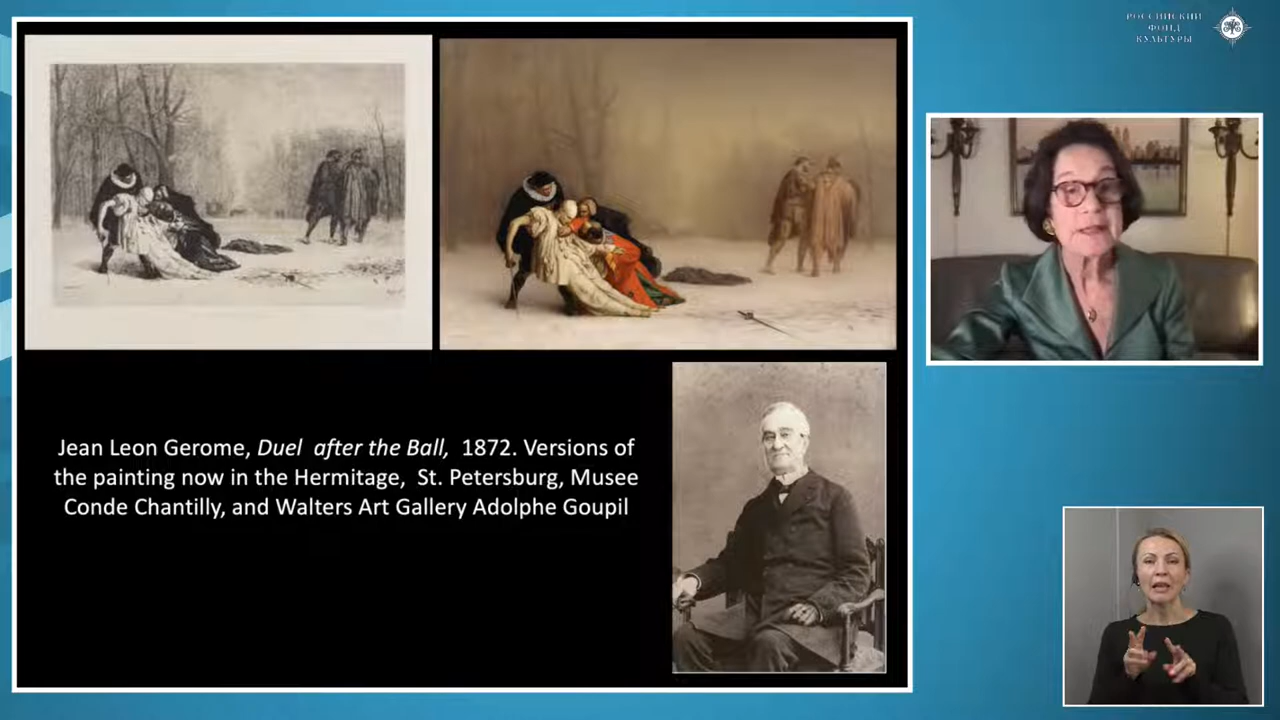 РОССИЙСКИЙ
ФОНД
КУЛЬТУРЫ
Jean Leon Gerome, Duel after the Ball, 1872. Versions of
the painting now in the Hermitage, St. Petersburg, Musee
Conde Chantilly, and Walters Art Gallery Adolphe Goupil